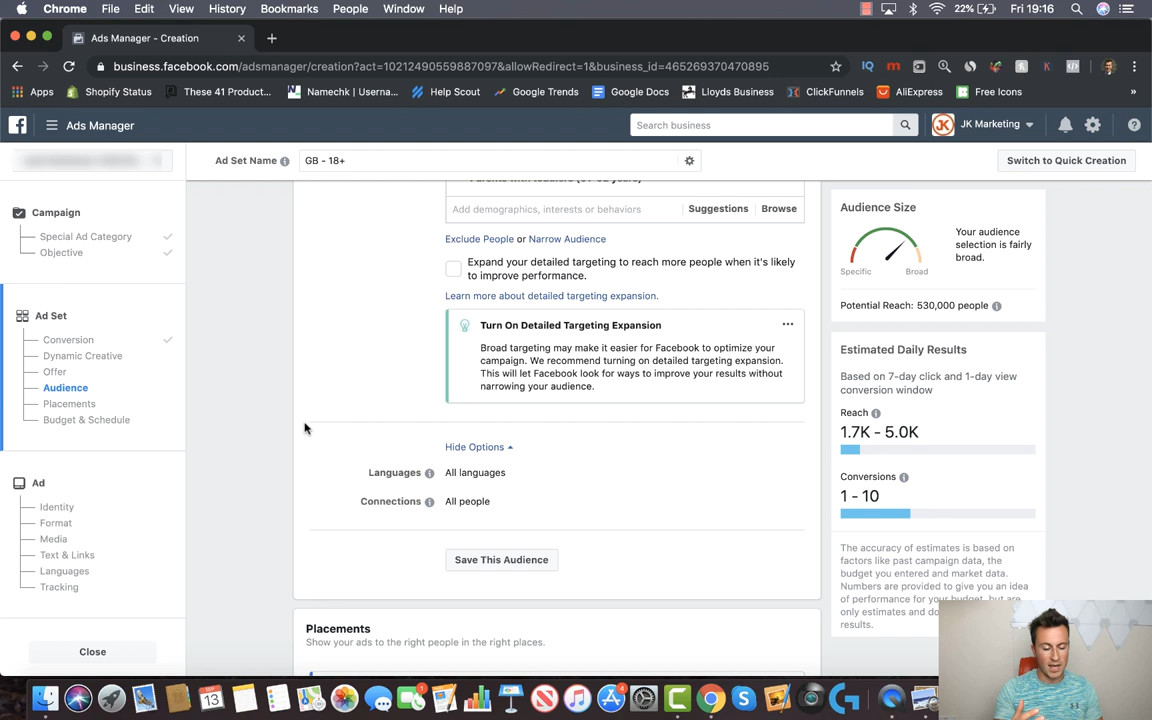 Chrome File Edit View History Bookmarks People Window Help 22% Fri 19:16
Ads Manager - Creation
business.facebook.com/adsmanager/creation?act=10212490559887097&allowRedirect=1&business_id=465269370470895
Apps Shopify Status These 41 Product... Namechk | Userna... Help Scout Google Trends Google Docs Lloyds Business ClickFunnels AliExpress Free Icons »
Ads Manager Search business JK Marketing
Ad Set Name GB - 18+ Switch to Quick Creation
Campaign
Special Ad Category
Objective
Ad Set
Conversion
Dynamic Creative
Offer
Audience
Placements
Budget & Schedule
Ad
Identity
Format
Media
Text & Links
Languages
Tracking
Close
Add demographics, interests or behaviors Suggestions Browse
Exclude People or Narrow Audience
Expand your detailed targeting to reach more people when it's likely
to improve performance.
Learn more about detailed targeting expansion.
Turn On Detailed Targeting Expansion
Broad targeting may make it easier for Facebook to optimize your
campaign. We recommend turning on detailed targeting expansion.
This will let Facebook look for ways to improve your results without
narrowing your audience.
Hide Options
Languages All languages
Connections All people
Save This Audience
Placements
Show your ads to the right people in the right places.
Audience Size
Your audience
selection is fairly
broad.
Specific Broad
Potential Reach: 530,000 people
Estimated Daily Results
Based on 7-day click and 1-day view
conversion window
Reach
1.7K - 5.0K
Conversions
1 - 10
The accuracy of estimates is based on
factors like past campaign data, the
budget you entered and market data.
Numbers are provided to give you an idea
of performance for your budget, but are
only estimates and do
results.